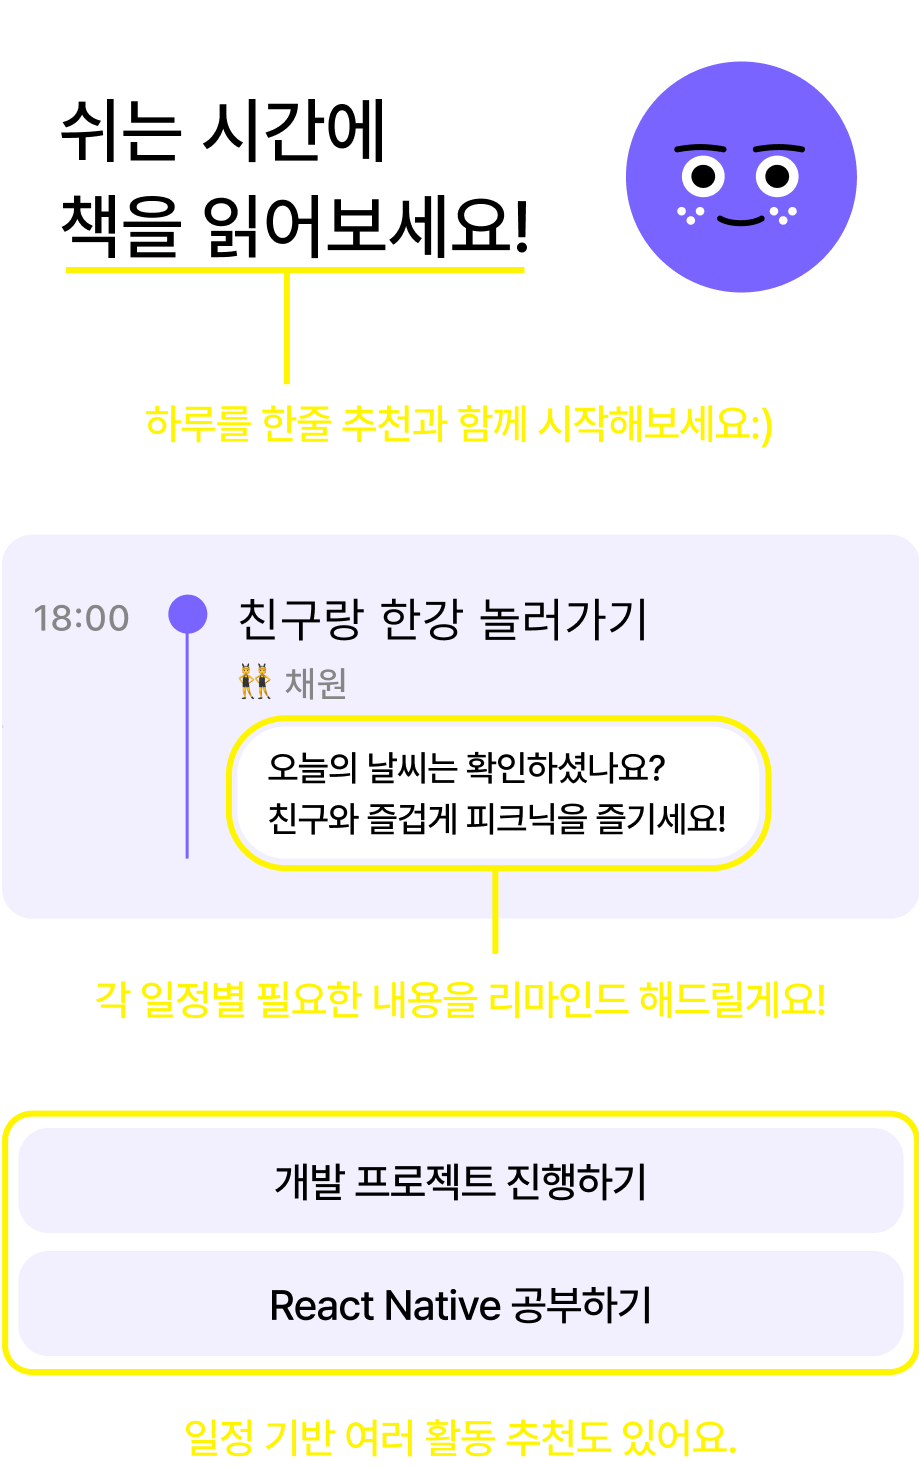 쉬는 시간에
책을 읽어보세요!
하루를 한줄 추천과 함께 시작해보세요:)
18:00
친구랑 한강 놀러가기
채원
오늘의 날씨는 확인하셨나요?
친구와 즐겁게 피크닉을 즐기세요!
각 일정별 필요한 내용을 리마인드 해드릴게요!
개발 프로젝트 진행하기
React Native 공부하기
일정 기반 여러 활동 추천도 있어요.